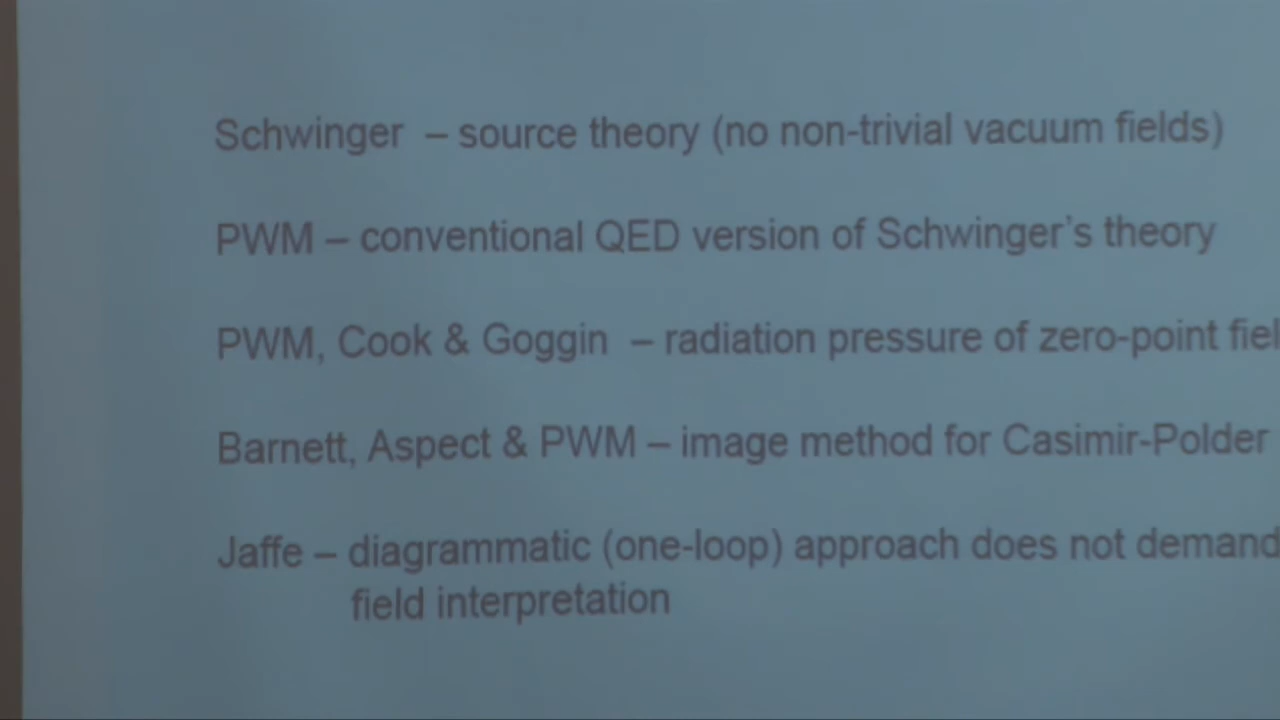 Schwinger – source theory (no non-trivial vacuum fields)
PWM – conventional QED version of Schwinger's theory
PWM, Cook & Goggin – radiation pressure of zero-point
Barnett, Aspect & PWM – image method for Casimir-Polder
Jaffe – diagrammatic (one-loop) approach does not demand
field interpretation